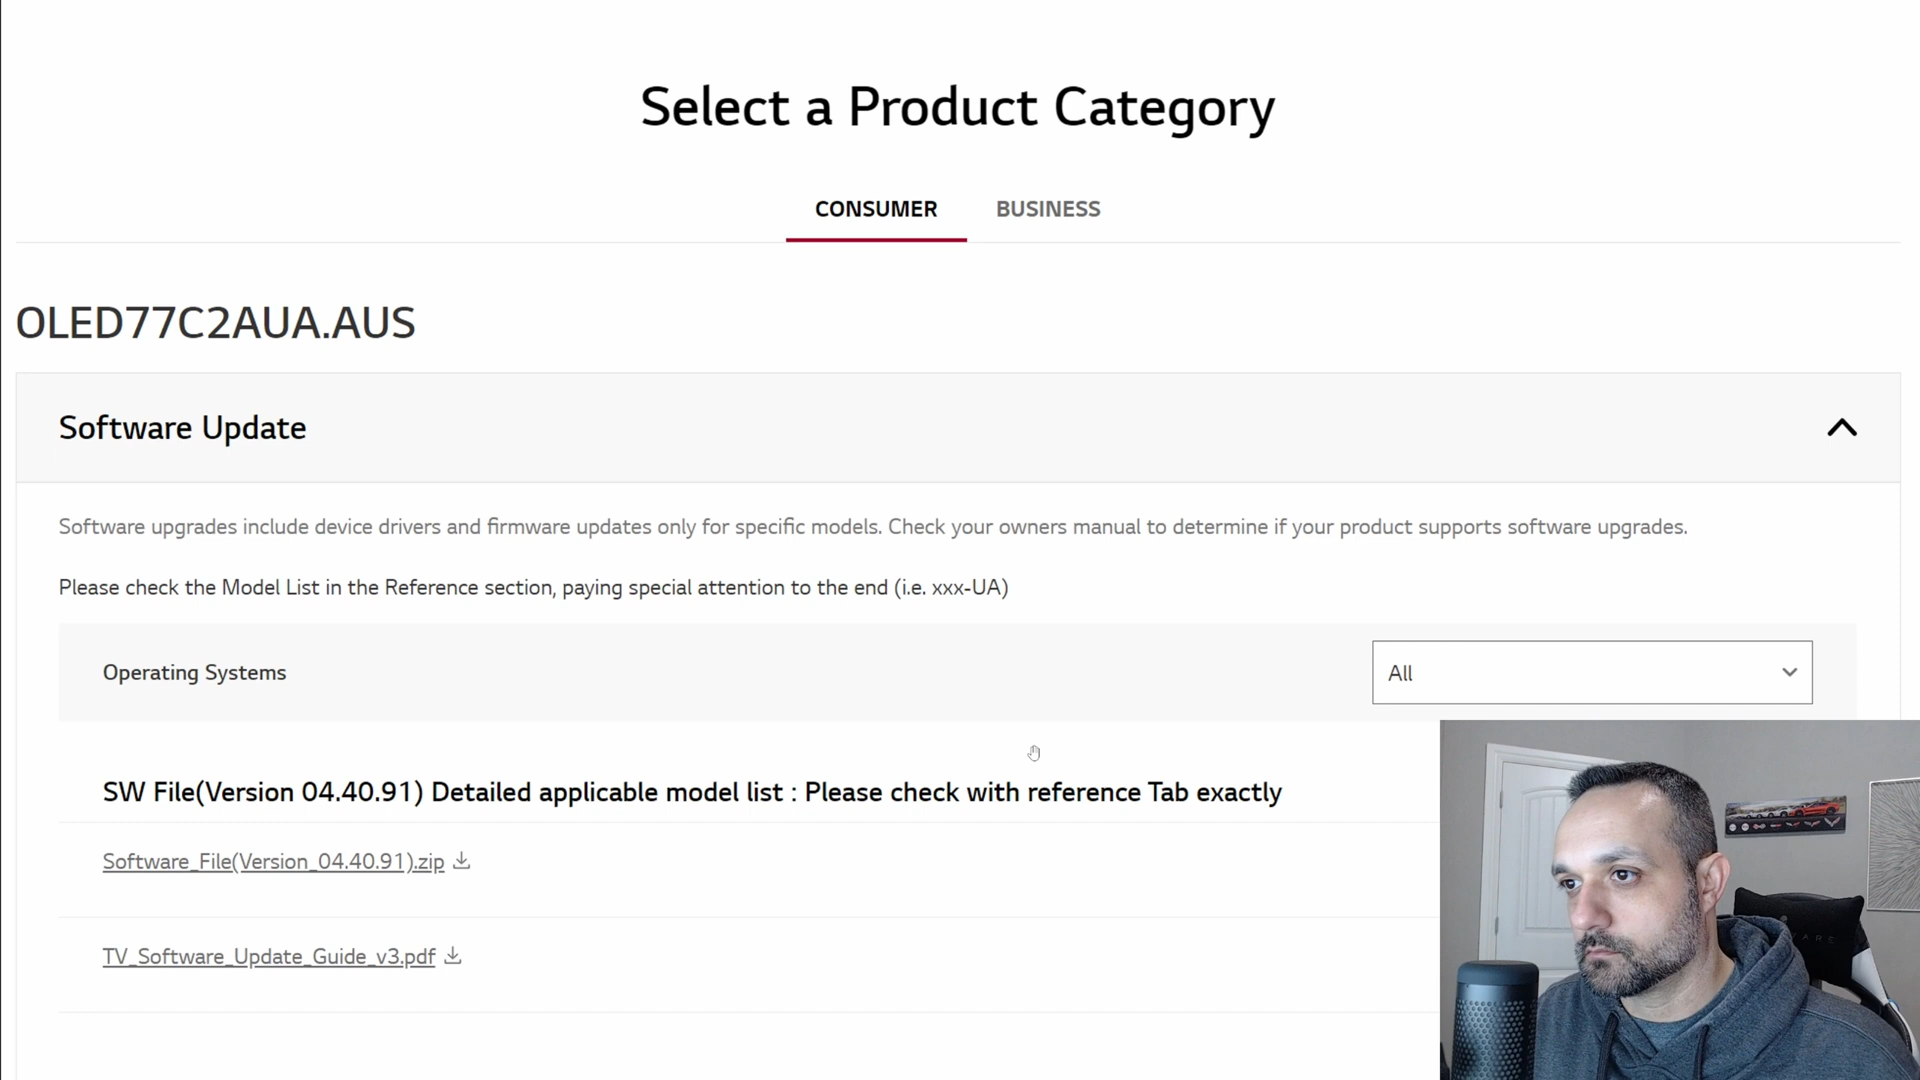 Select a Product Category
CONSUMER
BUSINESS
OLED77C2AUA.AUS
Software Update
Software upgrades include device drivers and firmware updates only for specific models. Check your owners manual to determine if your product supports software upgrades.
Please check the Model List in the Reference section, paying special attention to the end (i.e. xxx-UA)
Operating Systems
All
SW File(Version 04.40.91) Detailed applicable model list : Please check with reference Tab exactly
Software_File(Version_04.40.91).zip
TV_Software_Update_Guide_v3.pdf